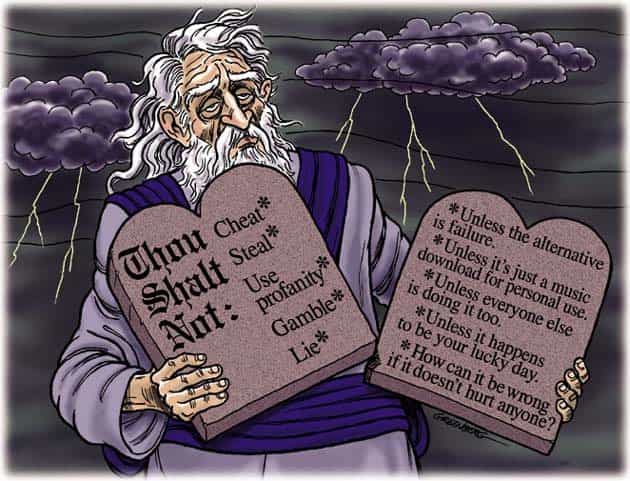 Thou
Shalt
Not:
Cheat*
Steal*
Use
profanity*
Gamble*
Lie*
*Unless the alternative
is failure.
*Unless it's just a music
download for personal use.
*Unless everyone else
is doing it too.
*Unless it happens
to be your lucky day.
*How can it be wrong
if it doesn't hurt anyone?
GREENBERG